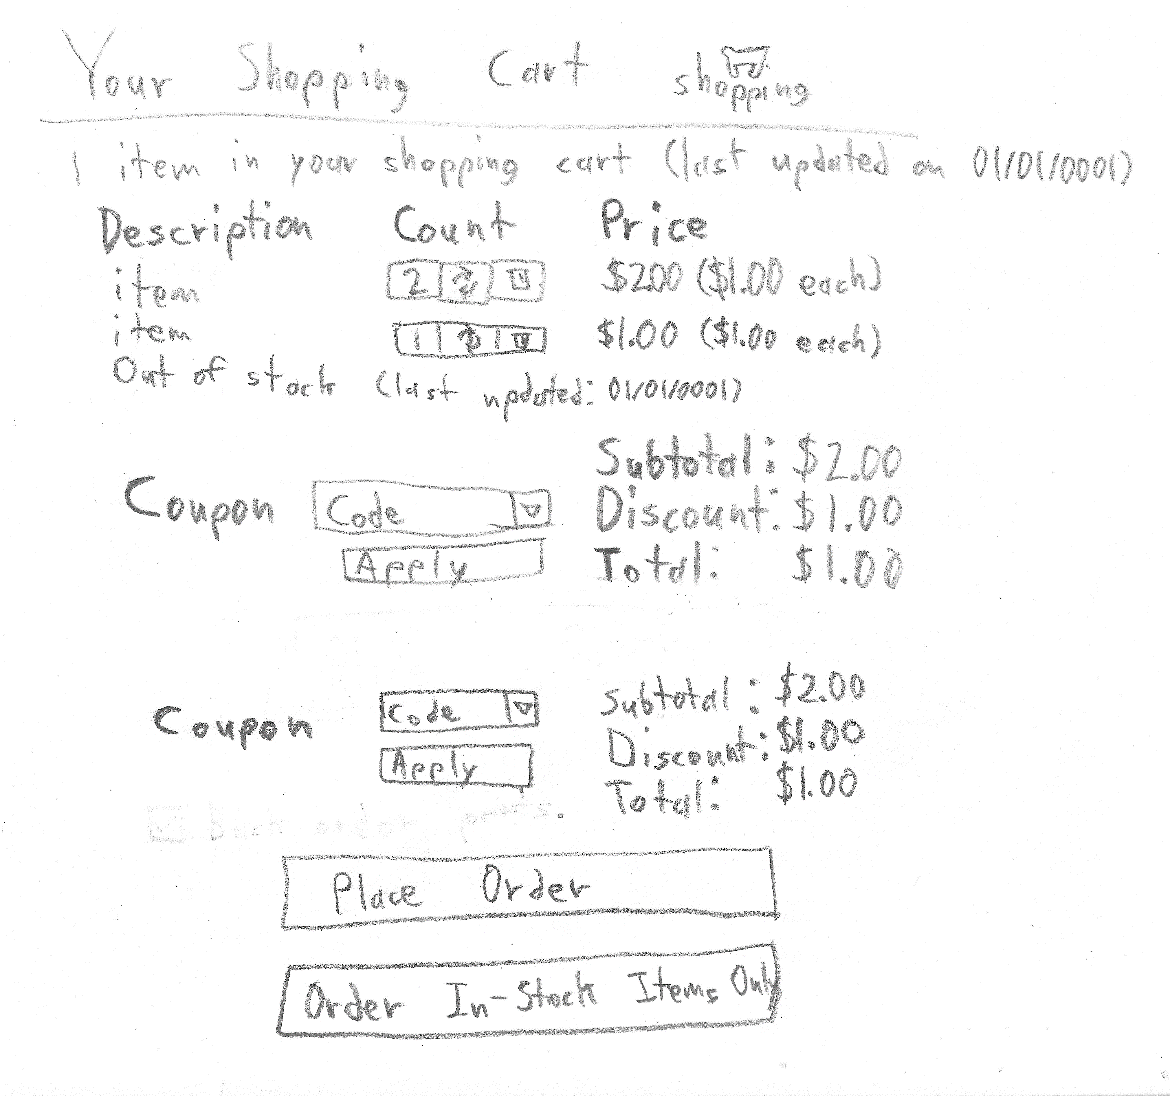 Your Shopping Cart shopping
1 item in your shopping cart (last updated on 01/01/0001)
Description Count Price
item 2 $2.00 ($1.00 each)
item 1 $1.00 ($1.00 each)
Out of stock (last updated: 01/01/0001)
Subtotal: $2.00
Coupon Code Discount: $1.00
Apply Total: $1.00
Coupon Code Subtotal: $2.00
Discount: $1.00
Apply Total: $1.00
Place Order
Order In-Stock Items Only